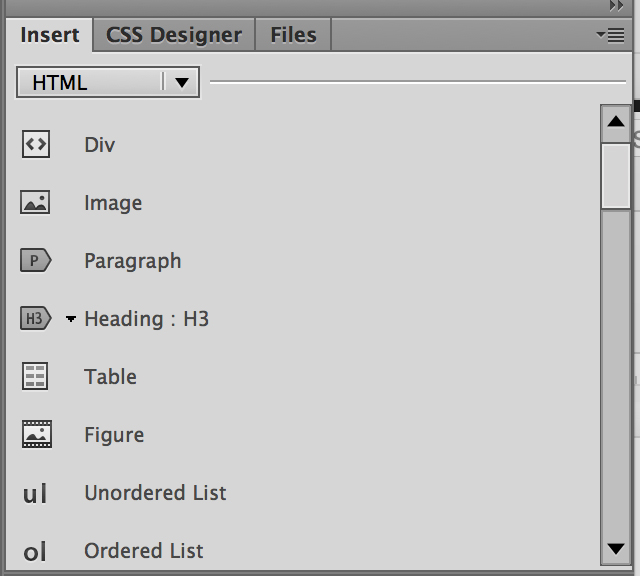 Insert CSS Designer Files
HTML
Div
Image
P Paragraph
H3 Heading : H3
Table
Figure
ul Unordered List
ol Ordered List